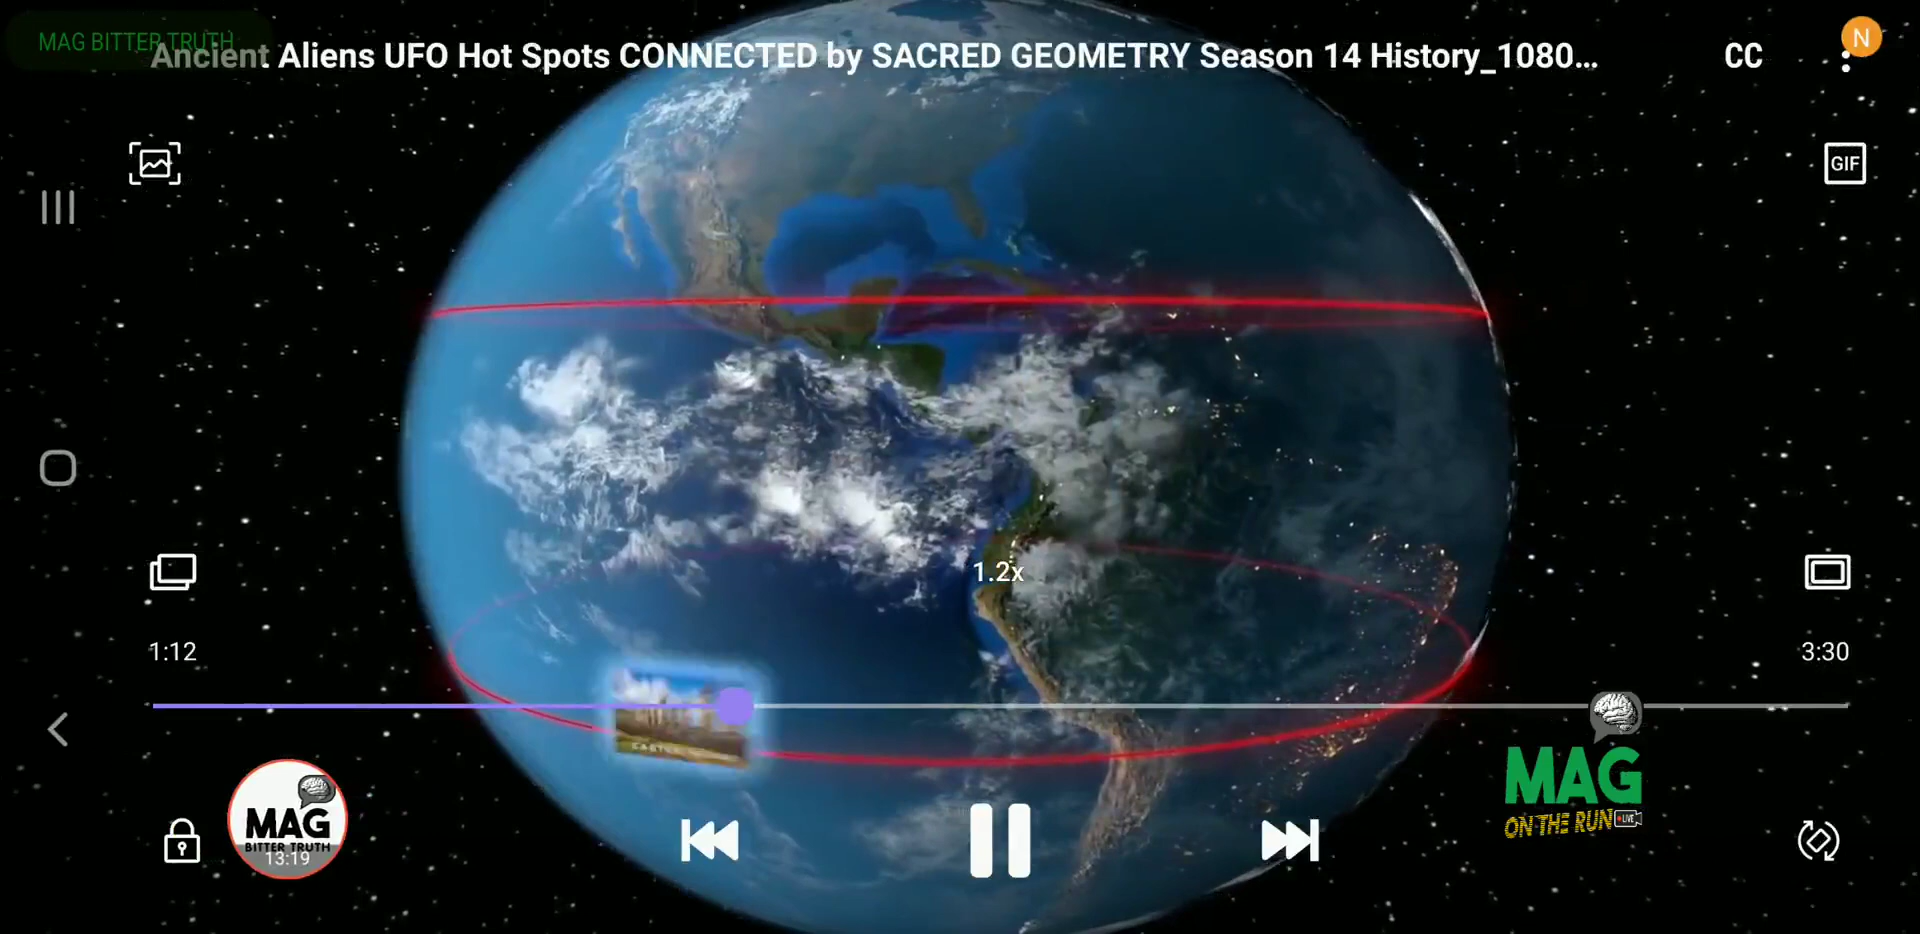 MAG BITTER TRUTH
Ancient Aliens UFO Hot Spots CONNECTED by SACRED GEOMETRY Season 14 History_1080...
CC
N
GIF
1.2x
1:12
3:30
MAG
BITTER TRUTH
13:19
MAG
ON THE RUN
LIVE